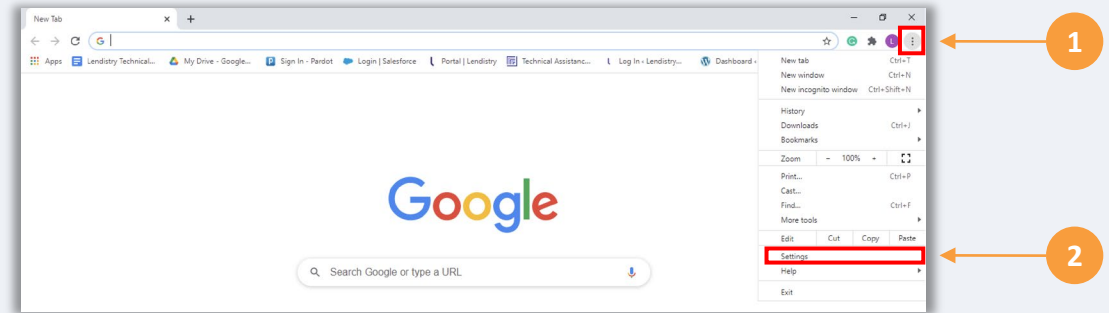 New Tab
1
Apps Lendistry Technical... My Drive - Google... Sign In - Pardot Login | Salesforce Portal | Lendistry Technical Assistanc... Log In ‹ Lendistry... Dashboard ‹
New tab Ctrl+T
New window Ctrl+N
New incognito window Ctrl+Shift+N
History
Downloads Ctrl+J
Bookmarks
Zoom - 100% +
Print... Ctrl+P
Cast...
Find... Ctrl+F
More tools
Edit Cut Copy Paste
Settings
2
Help
Exit
Google
Search Google or type a URL